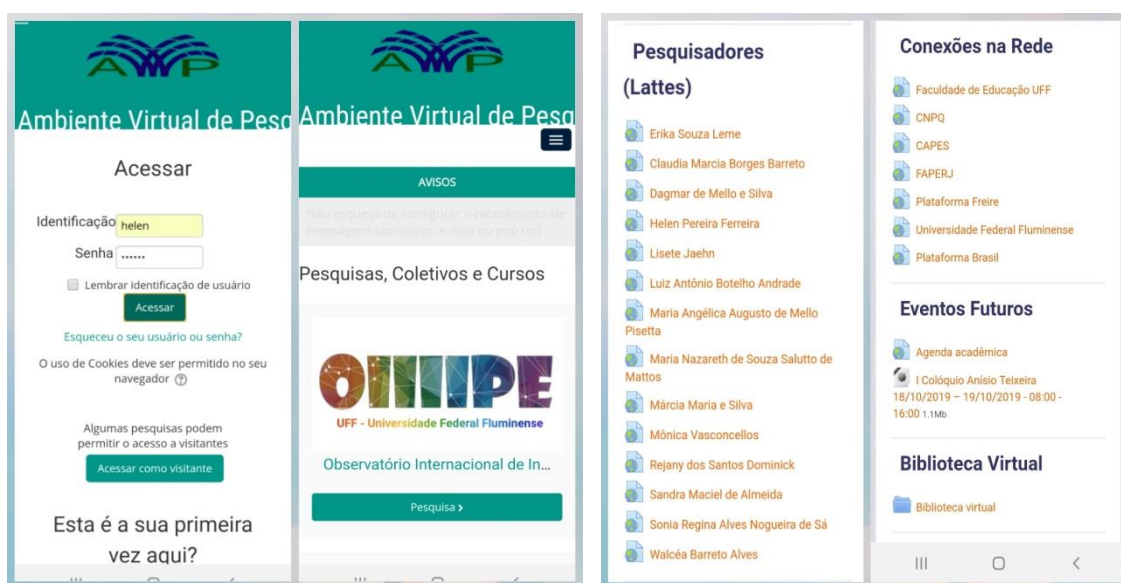 AWP
Ambiente Virtual de Pesq
Acessar
Identificação helen
Senha ••••••
Lembrar identificação de usuário
Acessar
Esqueceu o seu usuário ou senha?
O uso de Cookies deve ser permitido no seu
navegador
Algumas pesquisas podem
permitir o acesso a visitantes
Acessar como visitante
Esta é a sua primeira
vez aqui?
AWP
Ambiente Virtual de Pesq
AVISOS
Não esqueça de configurar o recebimento de
mensagens (aplicativo, e-mail ou pop up)
Pesquisas, Coletivos e Cursos
OIIIIPE
UFF - Universidade Federal Fluminense
Observatório Internacional de In...
Pesquisa >
Pesquisadores
(Lattes)
Erika Souza Leme
Claudia Marcia Borges Barreto
Dagmar de Mello e Silva
Helen Pereira Ferreira
Lisete Jaehn
Luiz Antônio Botelho Andrade
Maria Angélica Augusto de Mello
Pisetta
Maria Nazareth de Souza Salutto de
Mattos
Márcia Maria e Silva
Mônica Vasconcellos
Rejany dos Santos Dominick
Sandra Maciel de Almeida
Sonia Regina Alves Nogueira de Sá
Walcéa Barreto Alves
Conexões na Rede
Faculdade de Educação UFF
CNPQ
CAPES
FAPERJ
Plataforma Freire
Universidade Federal Fluminense
Plataforma Brasil
Eventos Futuros
Agenda acadêmica
I Colóquio Anísio Teixeira
18/10/2019 – 19/10/2019 - 08:00 -
16:00 1.1Mb
Biblioteca Virtual
Biblioteca virtual